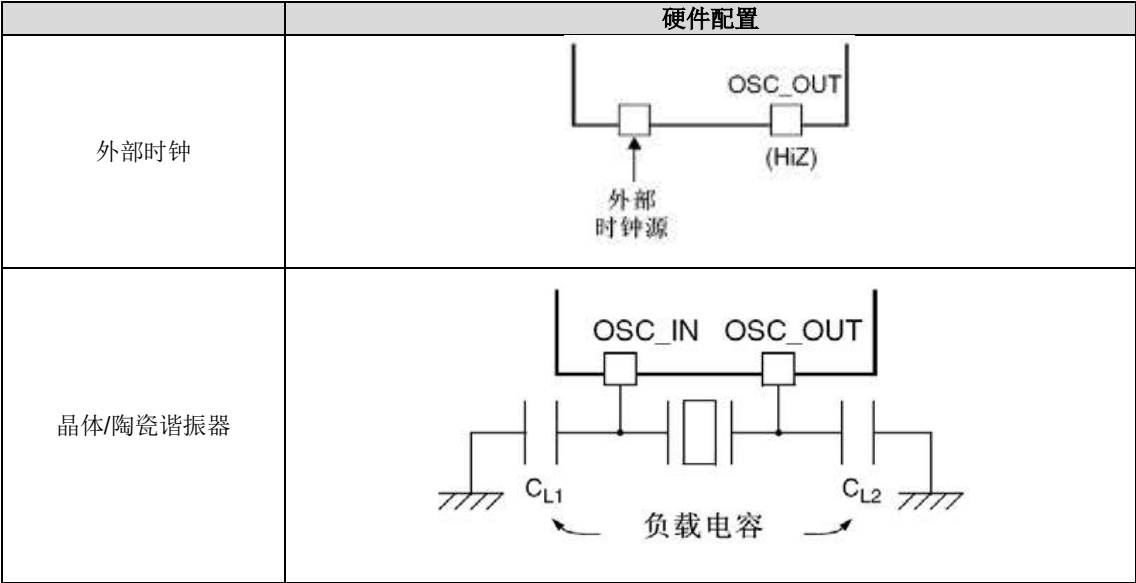 硬件配置
外部时钟
OSC_OUT
(HiZ)
外部
时钟源
晶体/陶瓷谐振器
OSC_IN OSC_OUT
CL1 CL2
负载电容